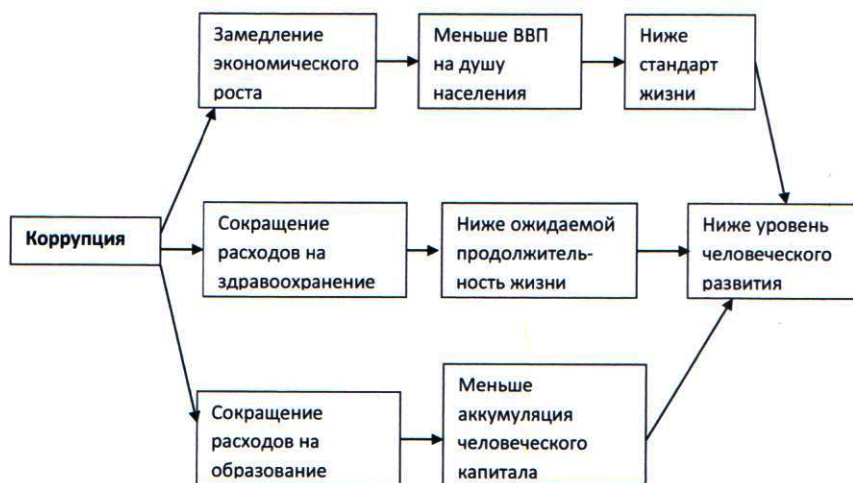 Замедление
экономического
роста
Меньше ВВП
на душу
населения
Ниже
стандарт
жизни
Коррупция
Сокращение
расходов на
здравоохранение
Ниже ожидаемой
продолжитель-
ность жизни
Ниже уровень
человеческого
развития
Сокращение
расходов на
образование
Меньше
аккумуляция
человеческого
капитала